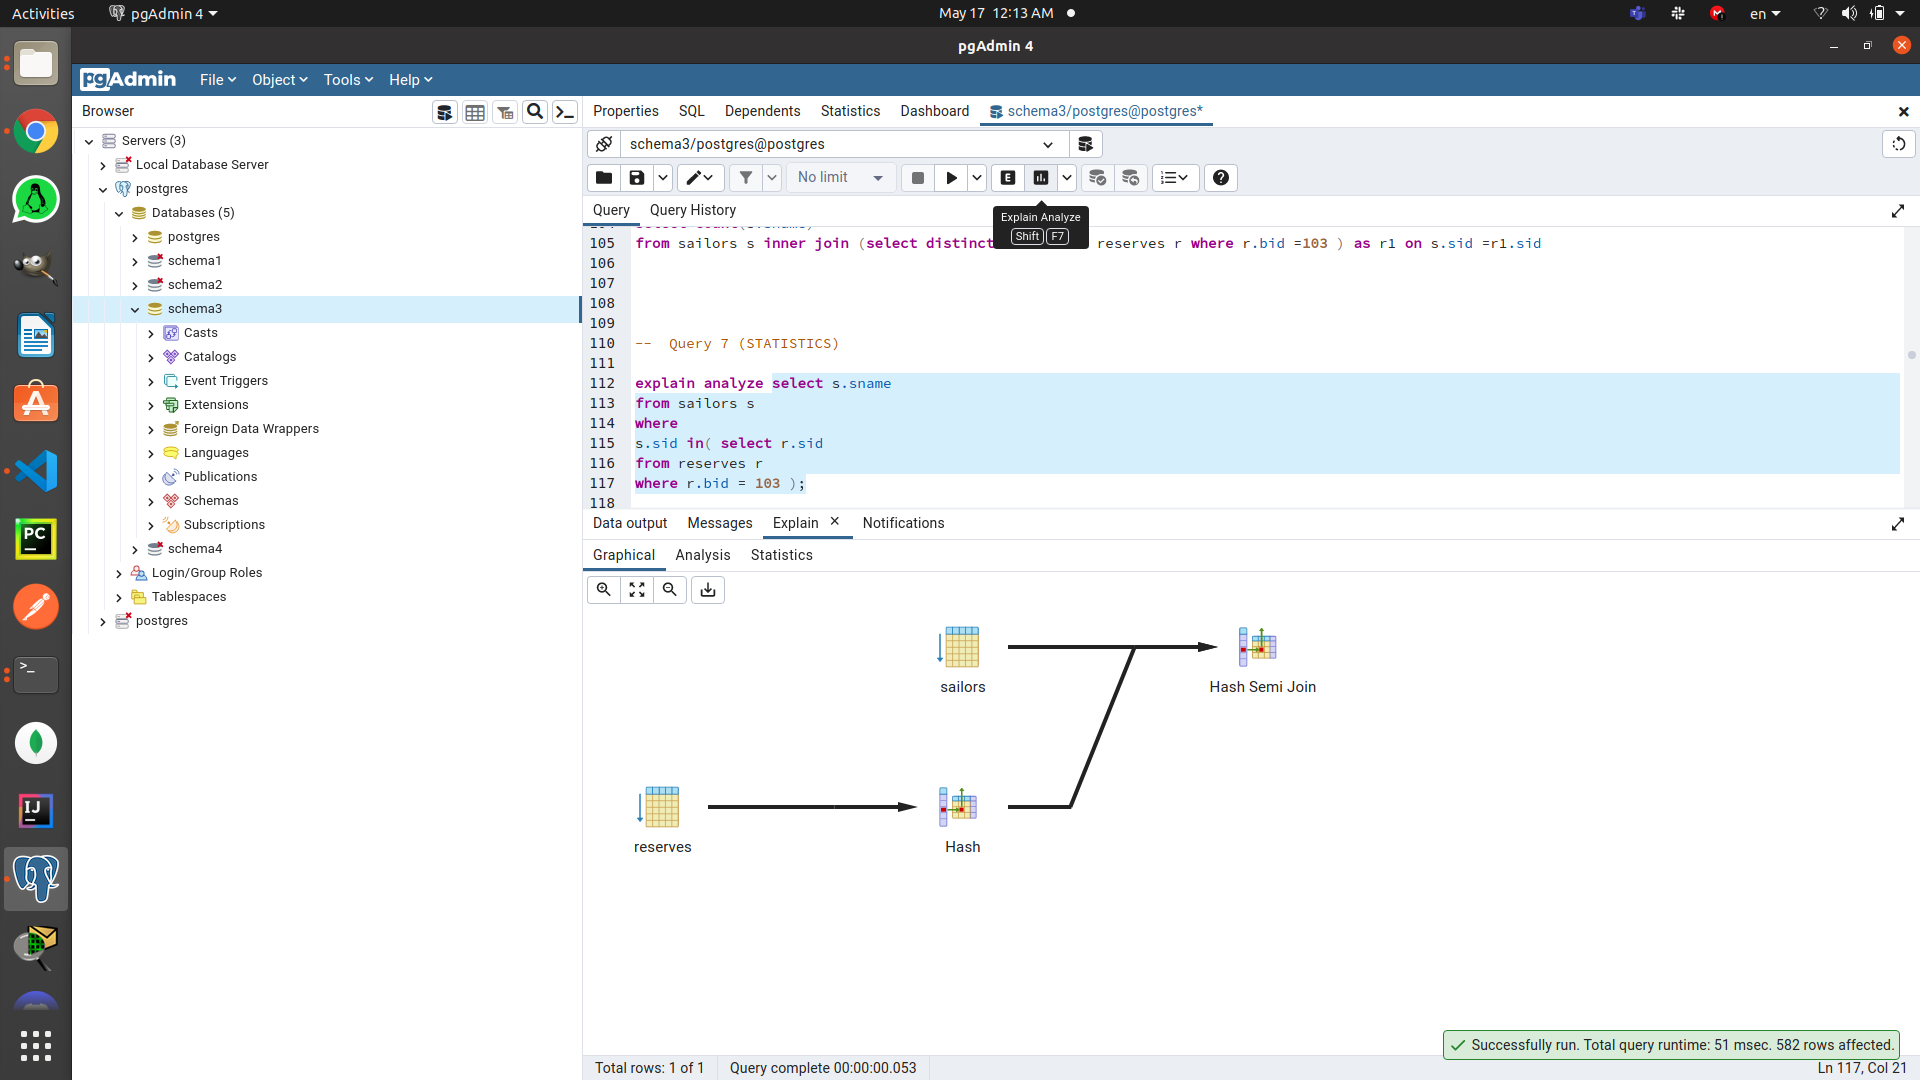 Activities
pgAdmin 4
May 17 12:13 AM
en
pgAdmin 4
pgAdmin
File
Object
Tools
Help
Browser
Properties
SQL
Dependents
Statistics
Dashboard
schema3/postgres@postgres*
Servers (3)
Local Database Server
postgres
Databases (5)
postgres
schema1
schema2
schema3
Casts
Catalogs
Event Triggers
Extensions
Foreign Data Wrappers
Languages
Publications
Schemas
Subscriptions
schema4
Login/Group Roles
Tablespaces
postgres
schema3/postgres@postgres
No limit
E
Query
Query History
Explain Analyze
Shift F7
105 from sailors s inner join (select distinct reserves r where r.bid =103 ) as r1 on s.sid =r1.sid
106
107
108
109
110 -- Query 7 (STATISTICS)
111
112 explain analyze select s.sname
113 from sailors s
114 where
115 s.sid in( select r.sid
116 from reserves r
117 where r.bid = 103 );
118
Data output
Messages
Explain
Notifications
Graphical
Analysis
Statistics
sailors
Hash Semi Join
reserves
Hash
Successfully run. Total query runtime: 51 msec. 582 rows affected.
Total rows: 1 of 1
Query complete 00:00:00.053
Ln 117, Col 21
PC
IJ